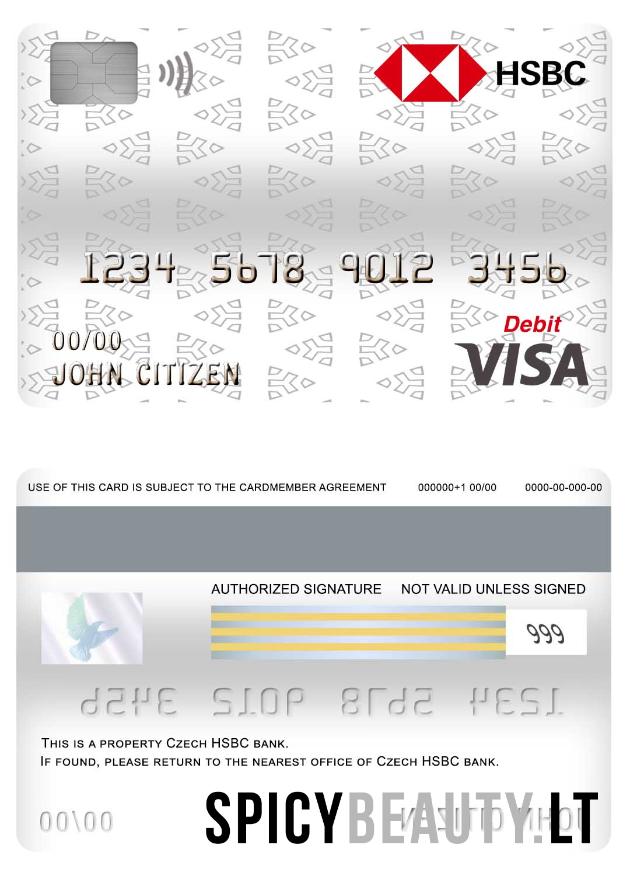 HSBC
1234 5678 9012 3456
Debit
00/00
VISA
JOHN CITIZEN
USE OF THIS CARD IS SUBJECT TO THE CARDMEMBER AGREEMENT 000000+1 00/00 0000-00-000-00
AUTHORIZED SIGNATURE NOT VALID UNLESS SIGNED
999
1234 5678 9012 3456
THIS IS A PROPERTY CZECH HSBC BANK.
IF FOUND, PLEASE RETURN TO THE NEAREST OFFICE OF CZECH HSBC BANK.
00/00 JOHN CITIZEN
SPICYBEAUTY.LT